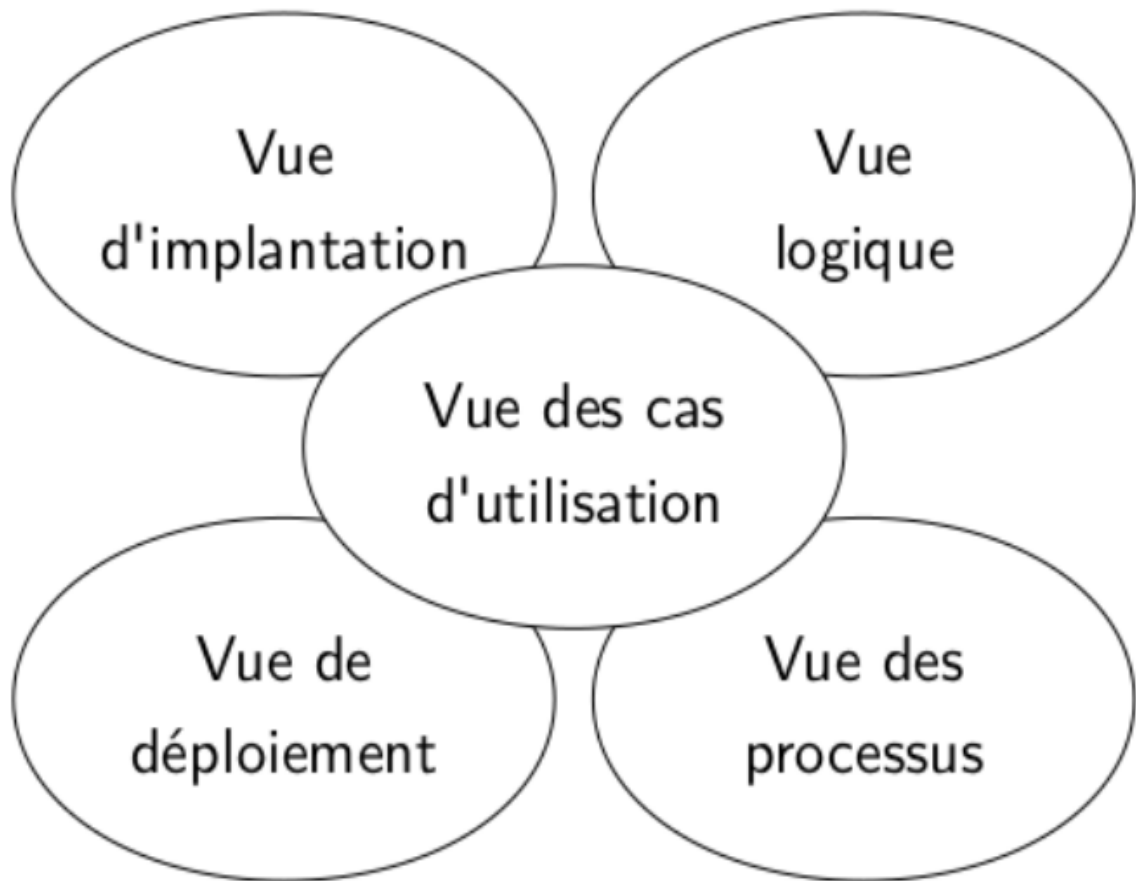 Vue
d'implantation
Vue
logique
Vue des cas
d'utilisation
Vue de
déploiement
Vue des
processus